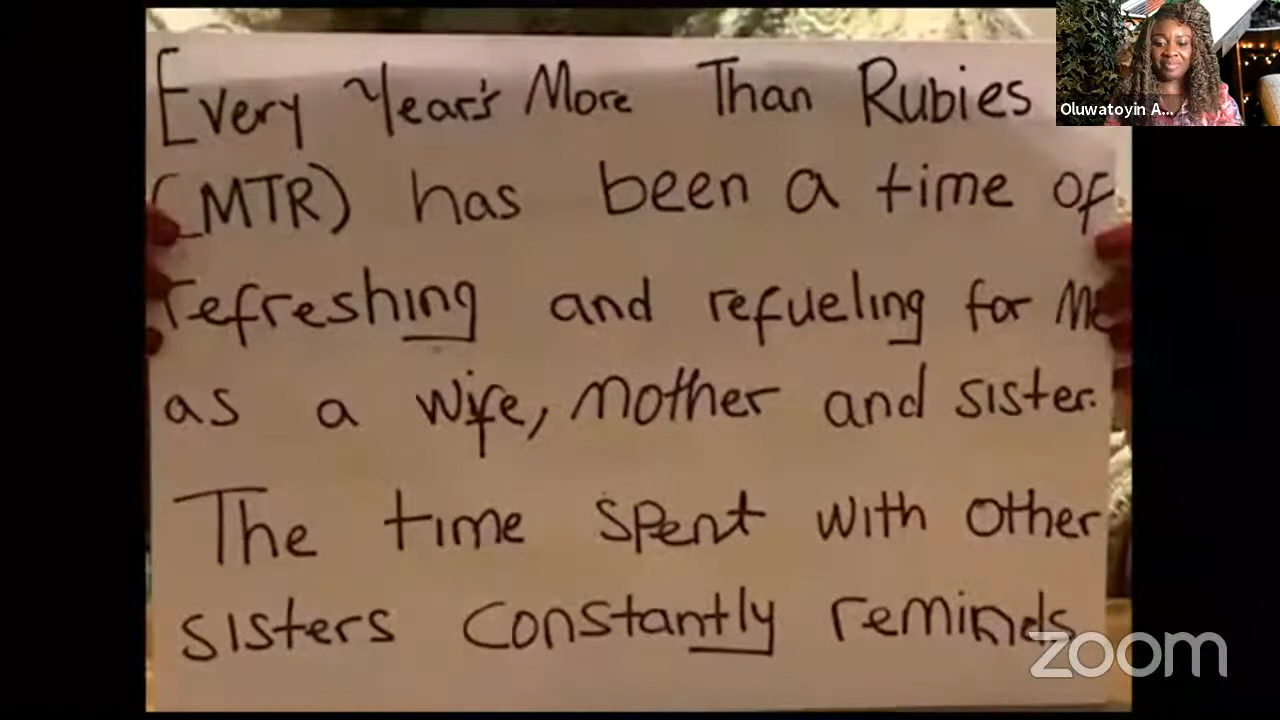 Every Year's More Than Rubies
(MTR) has been a time of
refreshing and refueling for Me
as a wife, Mother and sister.
The time spent with other
sisters constantly reminds
Oluwatoyin A...
zoom